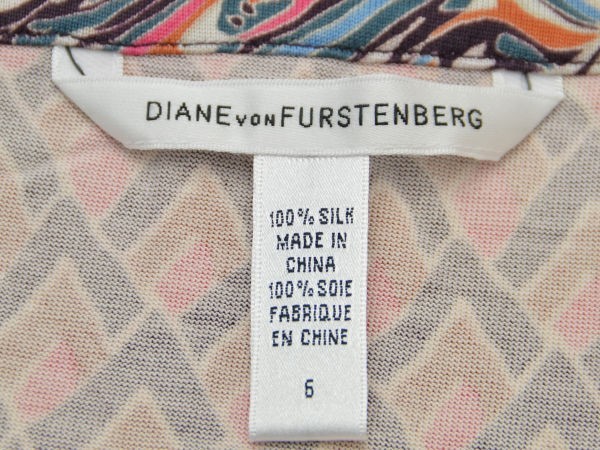 DIANE VON FURSTENBERG
100% SILK
MADE IN
CHINA
100% SOIE
FABRIQUE
EN CHINE
6